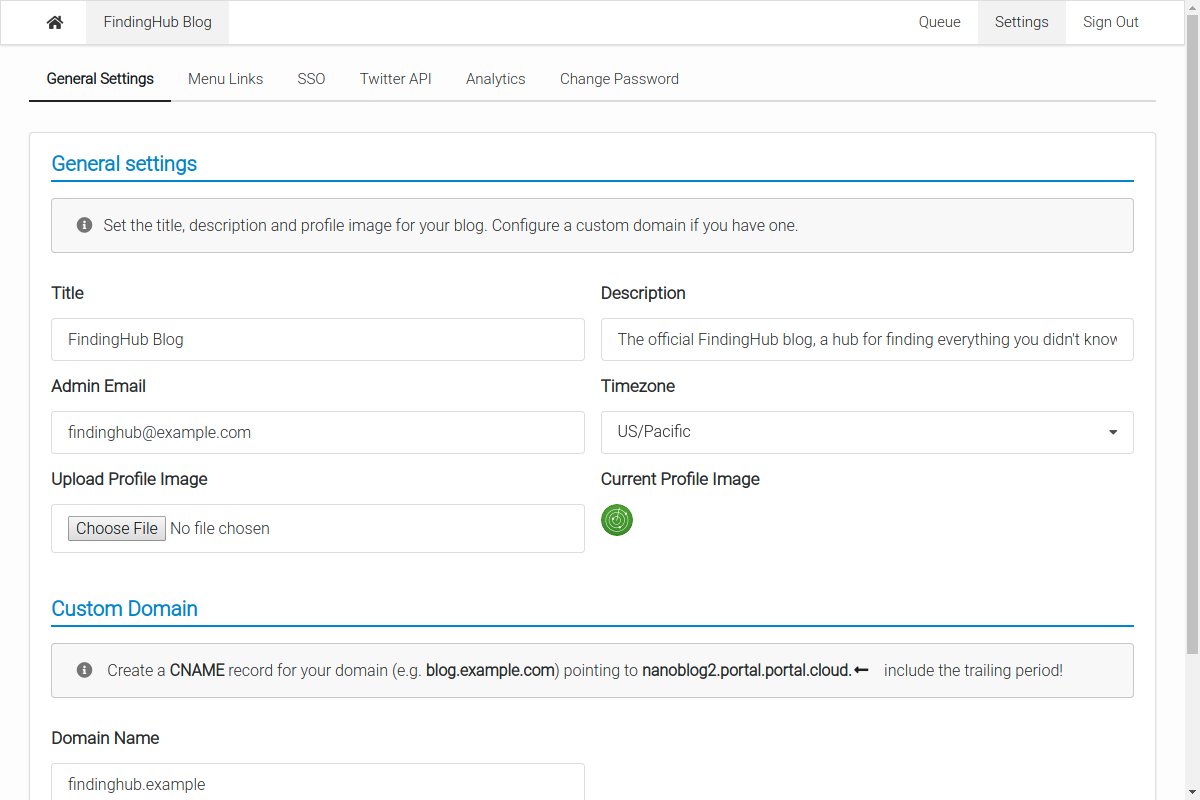 FindingHub Blog Queue Settings Sign Out
General Settings Menu Links SSO Twitter API Analytics Change Password
General settings
Set the title, description and profile image for your blog. Configure a custom domain if you have one.
Title Description
FindingHub Blog The official FindingHub blog, a hub for finding everything you didn't know
Admin Email Timezone
findinghub@example.com US/Pacific
Upload Profile Image Current Profile Image
Choose File No file chosen
Custom Domain
Create a CNAME record for your domain (e.g. blog.example.com) pointing to nanoblog2.portal.portal.cloud. include the trailing period!
Domain Name
findinghub.example